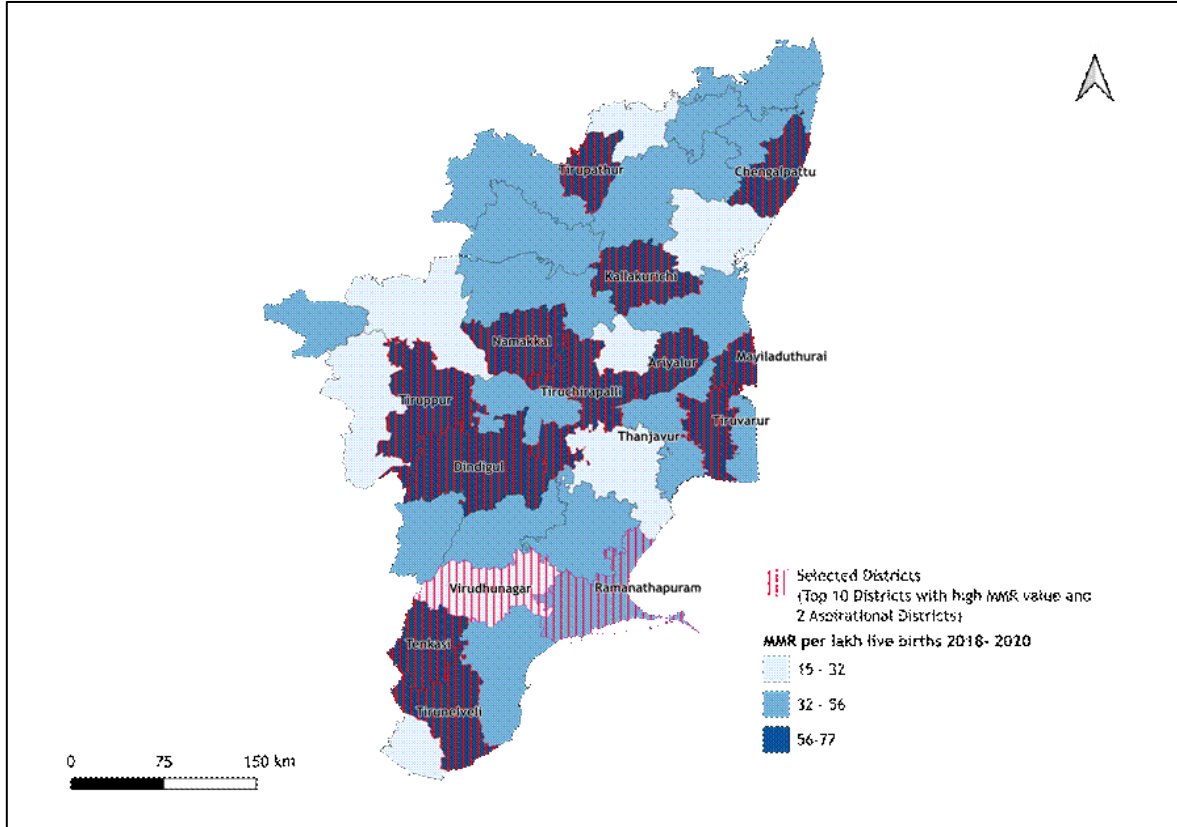 Tirupathur
Chengalpattu
Kallakurichi
Namakkal
Ariyalur
Mayiladuthurai
Tiruchirapalli
Tiruppur
Tiruvarur
Thanjavur
Dindigul
Virudhunagar
Ramanathapuram
Tenkasi
Tirunelveli
Selected Districts
(Top 10 Districts with high MMR value and
2 Aspirational Districts)
MMR per lakh live births 2018- 2020
15 - 32
32 - 56
56-77
0 75 150 km